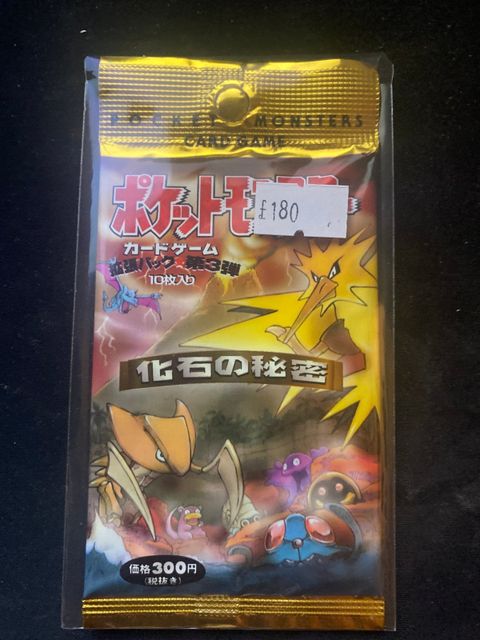 POCKET MONSTERS
CARD GAME
ポケットモ
£180
カードゲーム
拡張パック 第3弾
10枚入り
化石の秘密
価格300円
(税抜き)